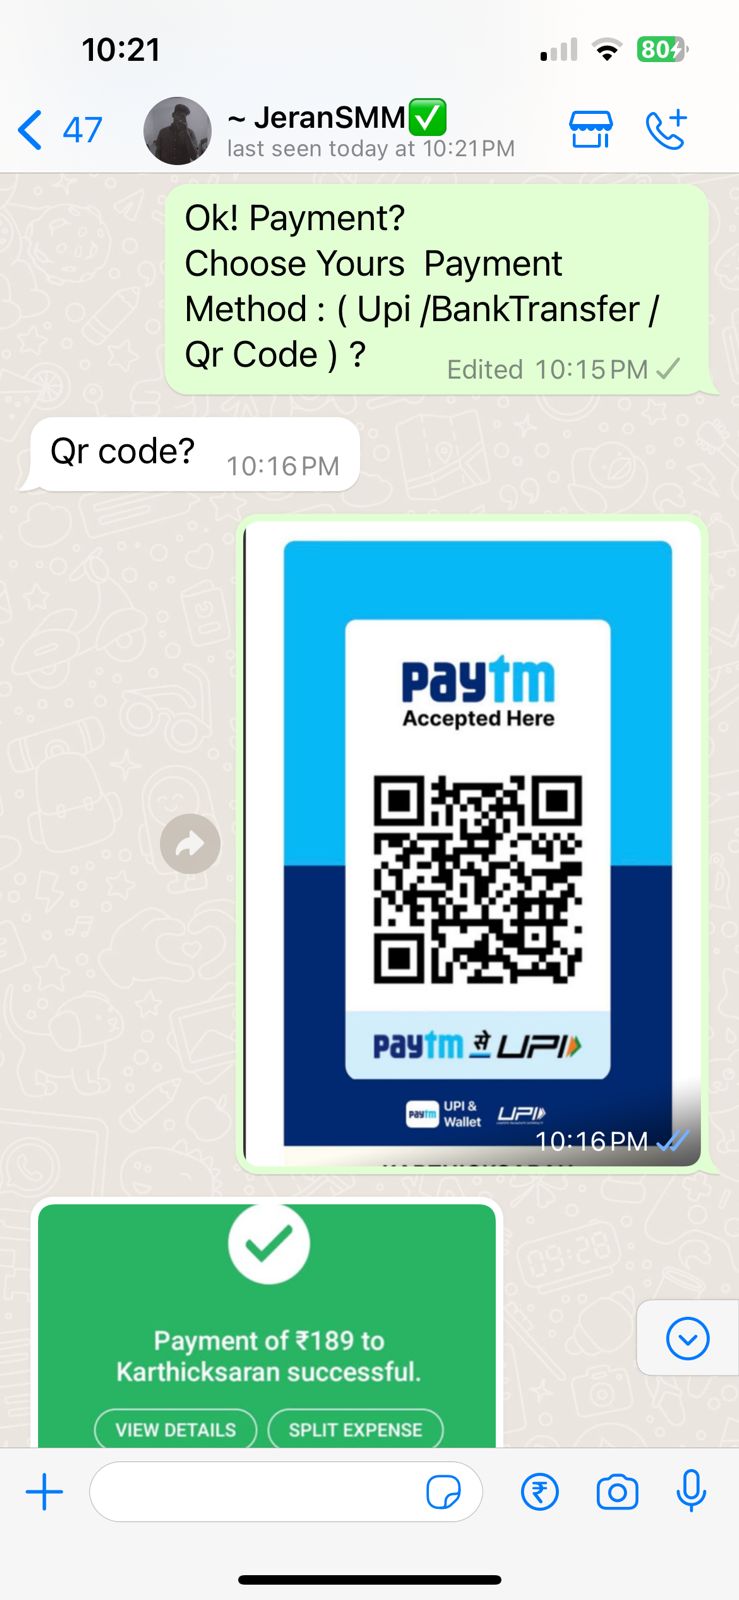 10:21
80
47
~ JeranSMM✅
last seen today at 10:21 PM
Ok! Payment?
Choose Yours Payment
Method : ( Upi /BankTransfer /
Qr Code ) ?
Edited 10:15 PM
Qr code?
10:16 PM
paytm
Accepted Here
paytm से UPI
paytm UPI &
Wallet
UPI
10:16 PM
Payment of ₹189 to
Karthicksaran successful.
VIEW DETAILS
SPLIT EXPENSE